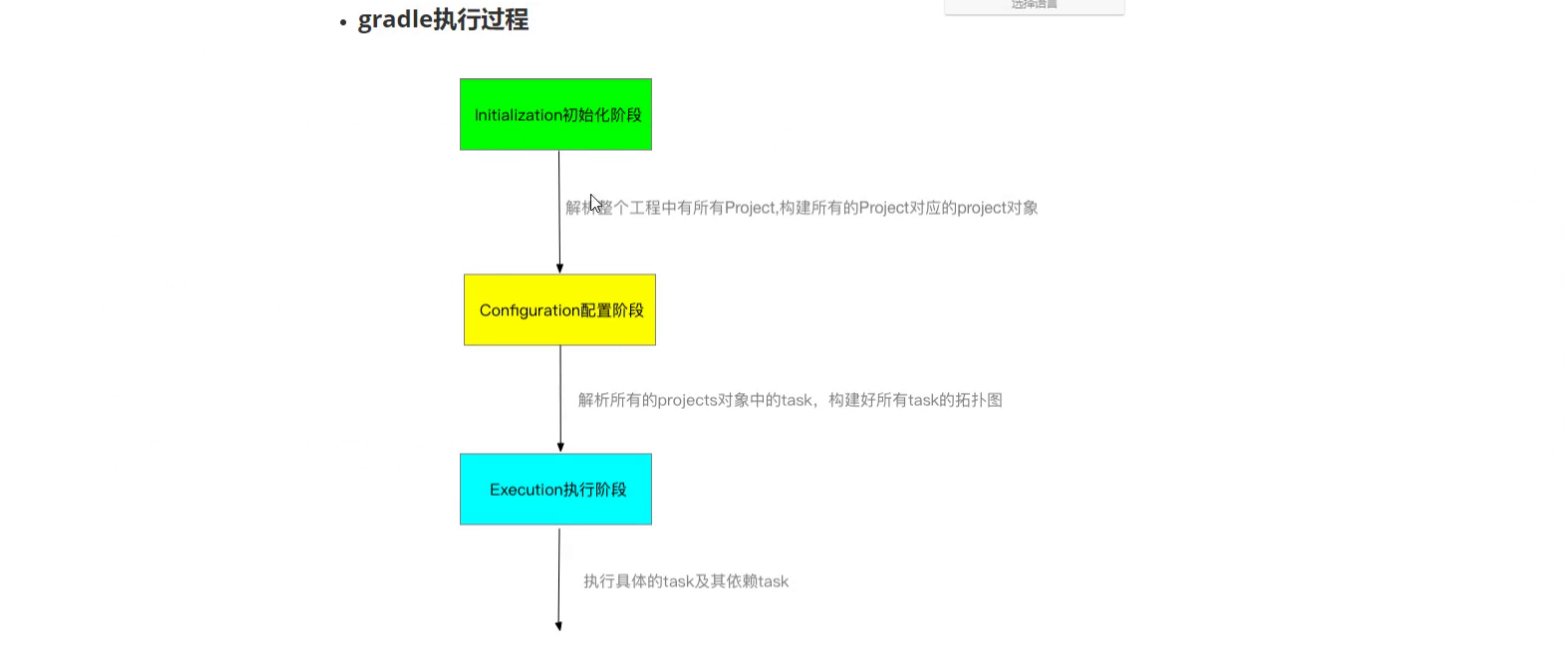 选择语言
gradle执行过程
Initialization初始化阶段
解析整个工程中有所有Project,构建所有的Project对应的project对象
Configuration配置阶段
解析所有的projects对象中的task，构建好所有task的拓扑图
Execution执行阶段
执行具体的task及其依赖task